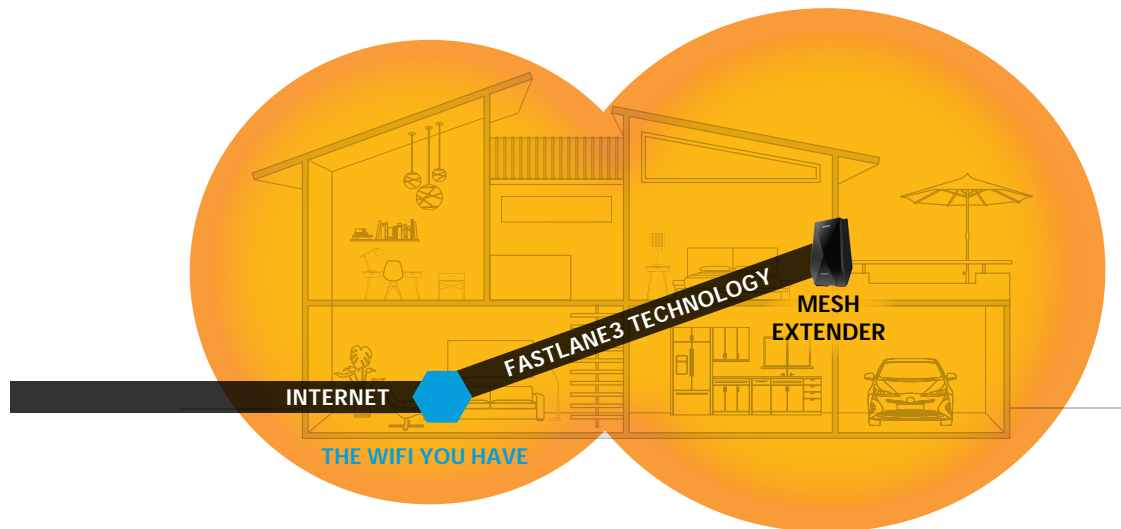 FASTLANE3 TECHNOLOGY
MESH
EXTENDER
INTERNET
THE WIFI YOU HAVE